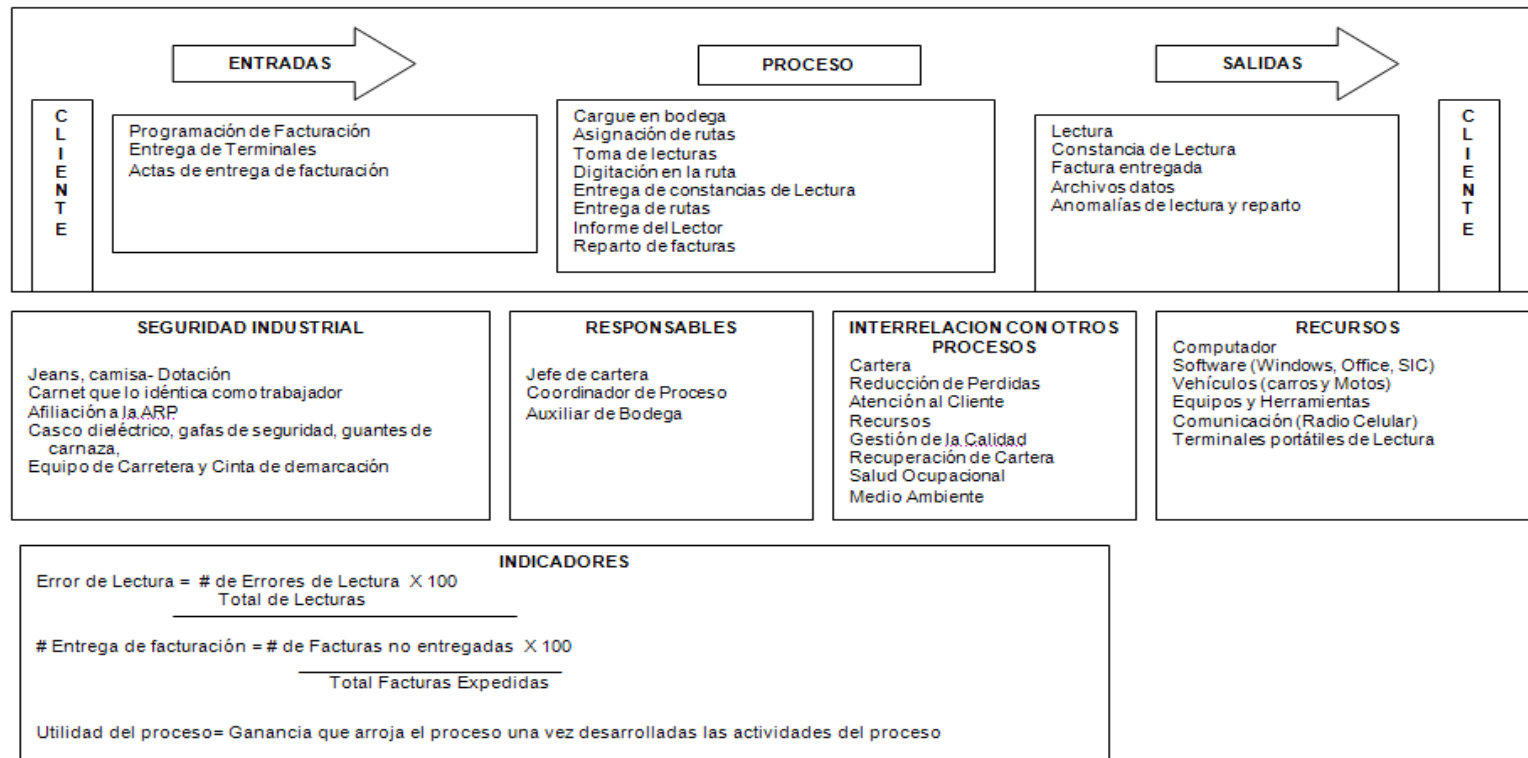 ENTRADAS
PROCESO
SALIDAS
CLIENTE
Programación de Facturación
Entrega de Terminales
Actas de entrega de facturación
Cargue en bodega
Asignación de rutas
Toma de lecturas
Digitación en la ruta
Entrega de constancias de Lectura
Entrega de rutas
Informe del Lector
Reparto de facturas
Lectura
Constancia de Lectura
Factura entregada
Archivos datos
Anomalías de lectura y reparto
CLIENTE
SEGURIDAD INDUSTRIAL
Jeans, camisa- Dotación
Carnet que lo idéntica como trabajador
Afiliación a la ARP
Casco dieléctrico, gafas de seguridad, guantes de
carnaza,
Equipo de Carretera y Cinta de demarcación
RESPONSABLES
Jefe de cartera
Coordinador de Proceso
Auxiliar de Bodega
INTERRELACION CON OTROS
PROCESOS
Cartera
Reducción de Perdidas
Atención al Cliente
Recursos
Gestión de la Calidad
Recuperación de Cartera
Salud Ocupacional
Medio Ambiente
RECURSOS
Computador
Software (Windows, Office, SIC)
Vehículos (carros y Motos)
Equipos y Herramientas
Comunicación (Radio Celular)
Terminales portátiles de Lectura
INDICADORES
Error de Lectura = # de Errores de Lectura X 100
Total de Lecturas
# Entrega de facturación = # de Facturas no entregadas X 100
Total Facturas Expedidas
Utilidad del proceso= Ganancia que arroja el proceso una vez desarrolladas las actividades del proceso